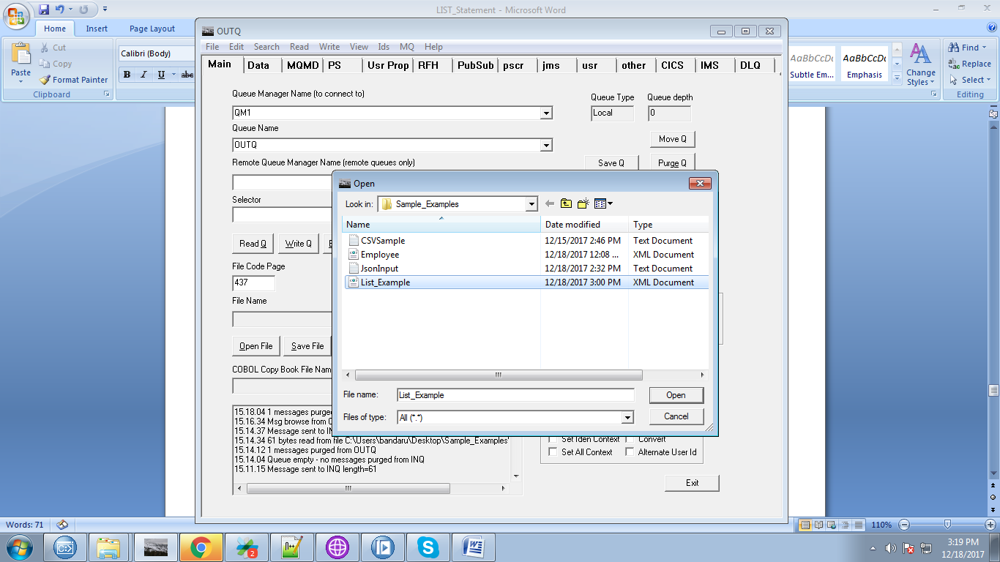 LIST_Statement - Microsoft Word
Home Insert Page Layout
Cut
Copy
Format Painter
Paste
Clipboard
Calibri (Body)
B I U abc
AaBbCcDc AaBbCcDc
Subtle Em... Emphasis
Change
Styles
Find
Replace
Select
Editing
OUTQ
File Edit Search Read Write View Ids MQ Help
Main Data MQMD PS Usr Prop RFH PubSub pscr jms usr other CICS IMS DLQ
Queue Manager Name (to connect to)
Queue Type Queue depth
QM1
Local 0
Queue Name
Move Q
OUTQ
Remote Queue Manager Name (remote queues only)
Save Q Purge Q
Selector
Read Q Write Q
File Code Page
437
File Name
Open File Save File
COBOL Copy Book File Nam
15.18.04 1 messages purged
15.16.34 Msg browse from
15.14.37 Message sent to IN
15.14.34 61 bytes read from file C:\Users\bandaru\Desktop\Sample_Examples'
15.14.12 1 messages purged from OUTQ
15.14.04 Queue empty - no messages purged from INQ
15.11.15 Message sent to INQ length=61
Set Iden Context Convert
Set All Context Alternate User Id
Exit
Open
Look in: Sample_Examples
Name Date modified Type
CSVSample 12/15/2017 2:46 PM Text Document
Employee 12/18/2017 12:08 ... XML Document
JsonInput 12/18/2017 2:32 PM Text Document
List_Example 12/18/2017 3:00 PM XML Document
File name: List_Example Open
Files of type: All (*.*) Cancel
Words: 71
110%
2
3:19 PM
12/18/2017